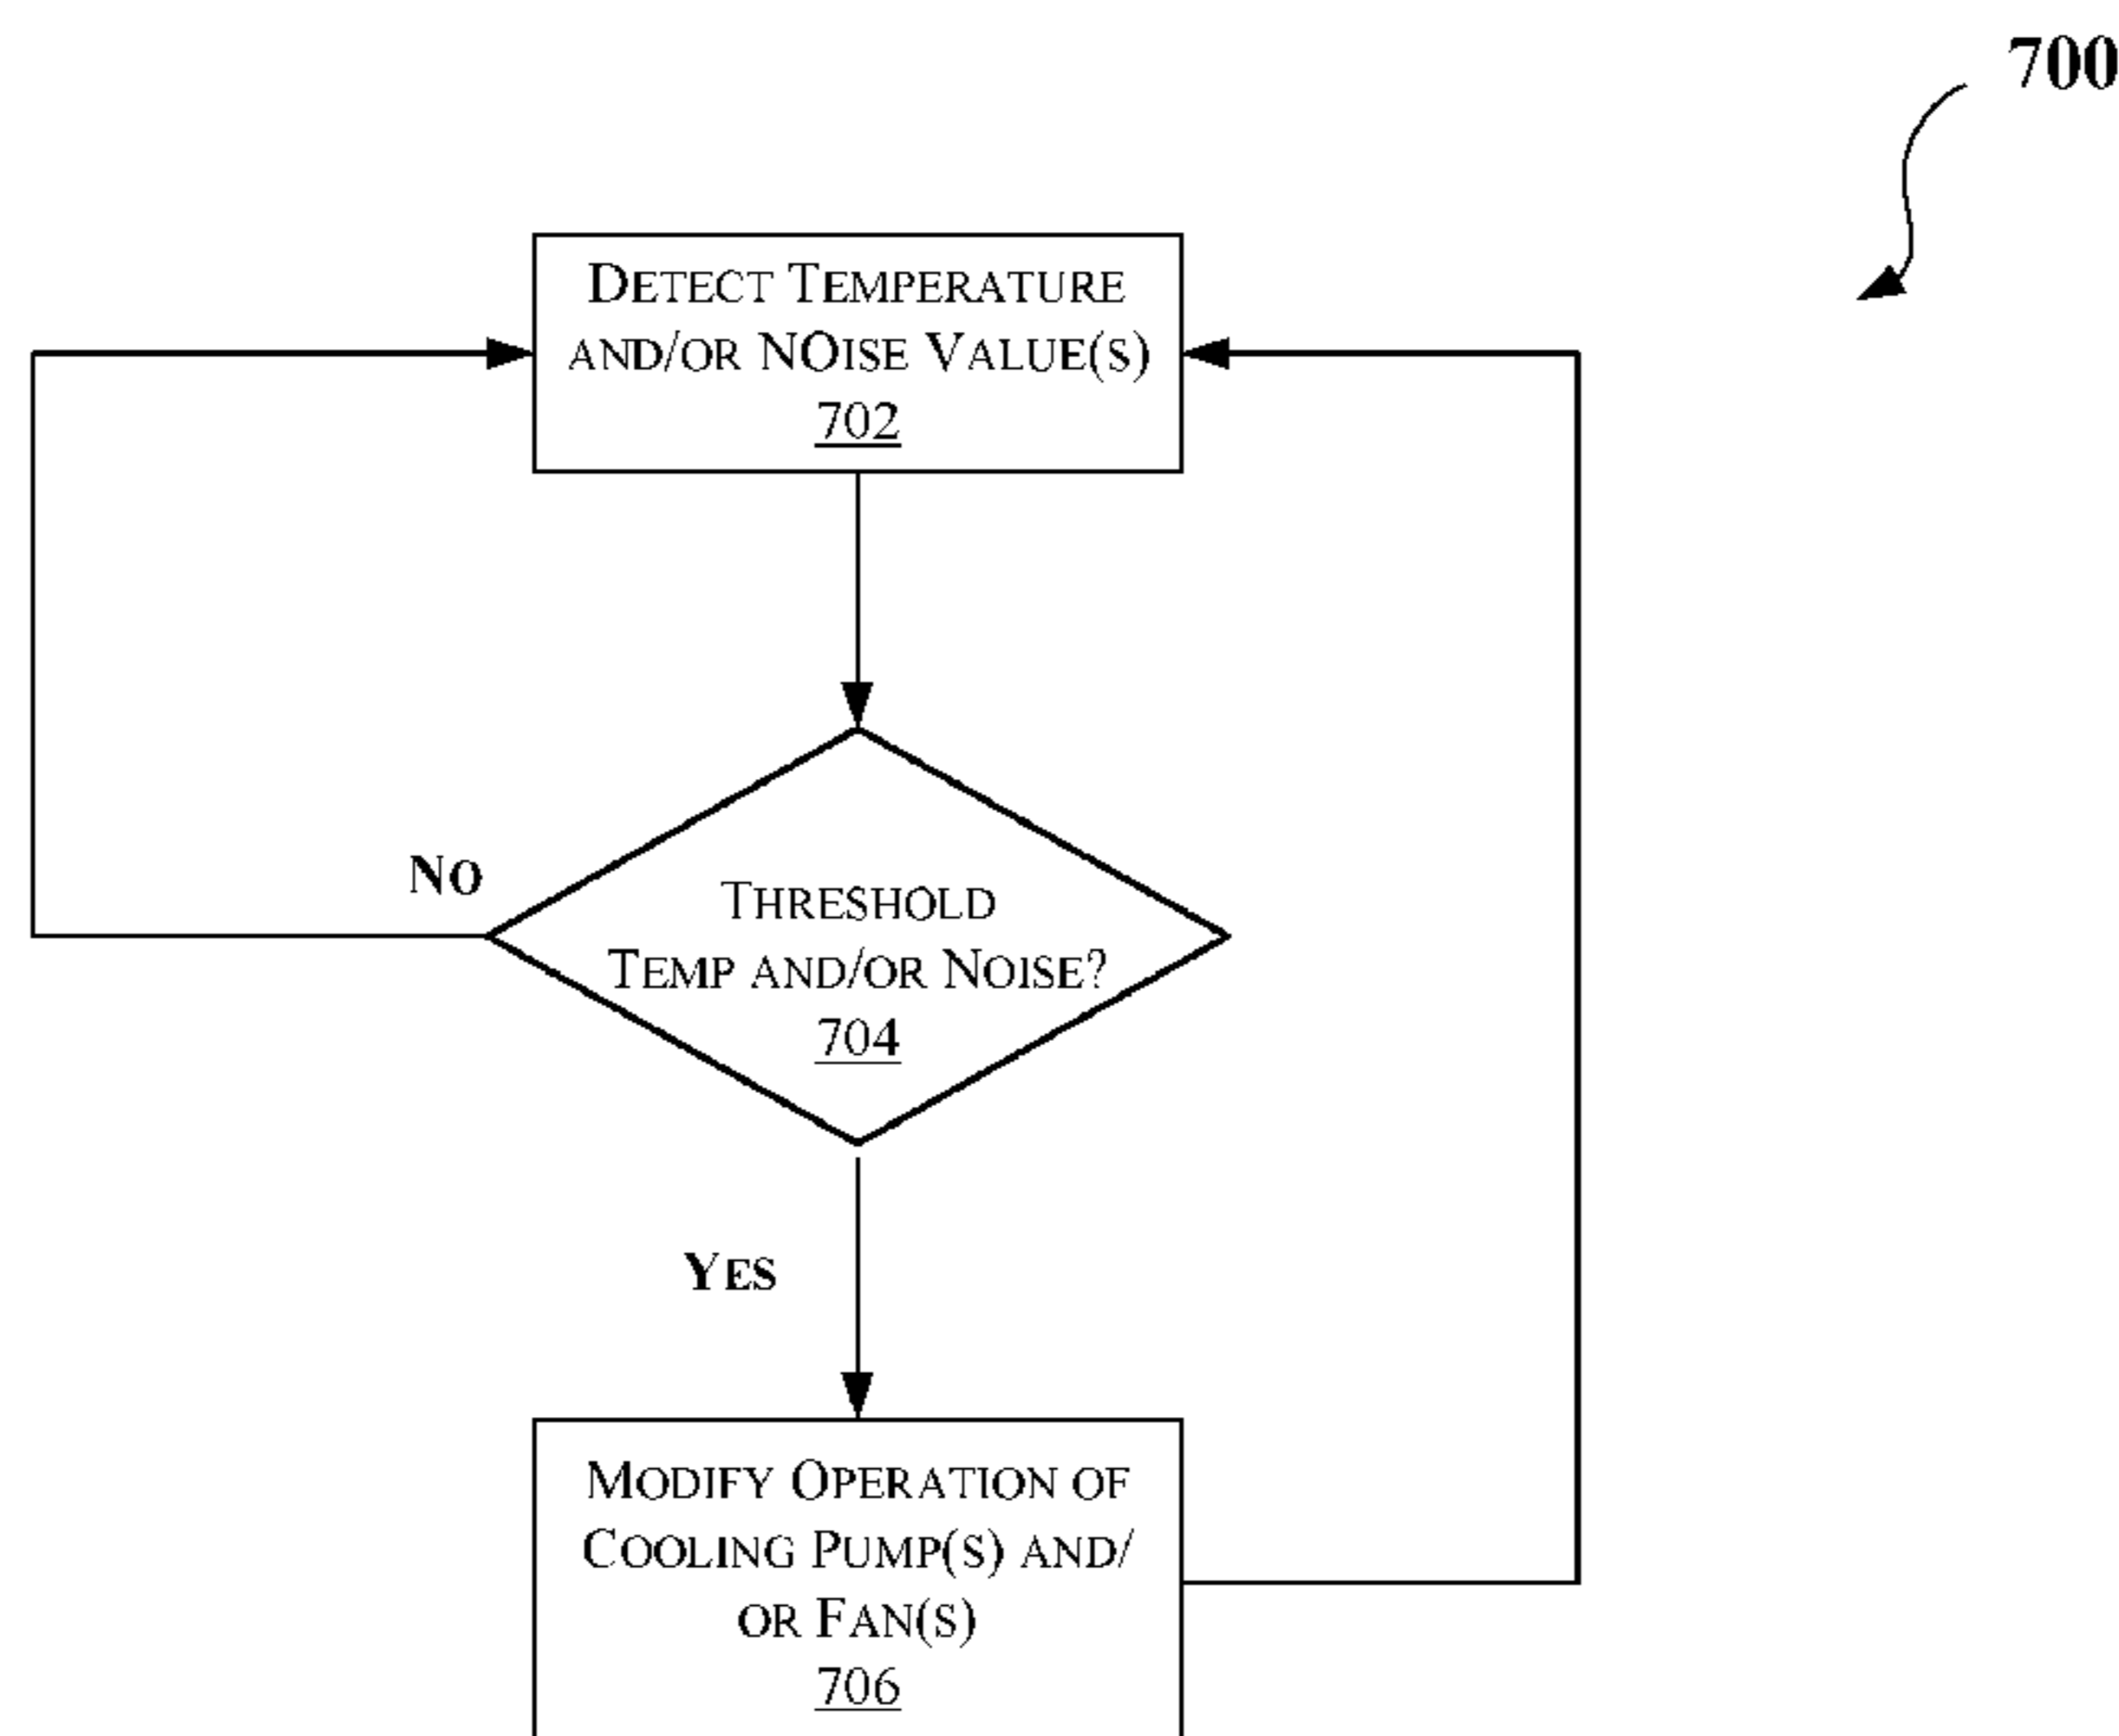 700
Detect Temperature
and/or NOise Value(s)
702
No
Threshold
Temp and/or Noise?
704
Yes
Modify Operation of
Cooling Pump(s) and/
or Fan(s)
706